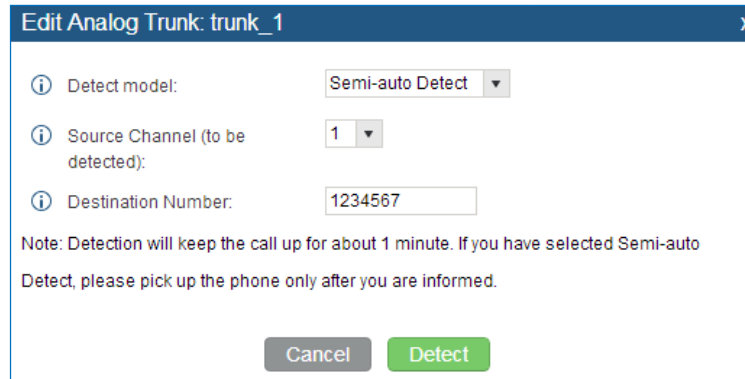 Edit Analog Trunk: trunk_1
Detect model: Semi-auto Detect
Source Channel (to be 1
detected):
Destination Number: 1234567
Note: Detection will keep the call up for about 1 minute. If you have selected Semi-auto
Detect, please pick up the phone only after you are informed.
Cancel Detect